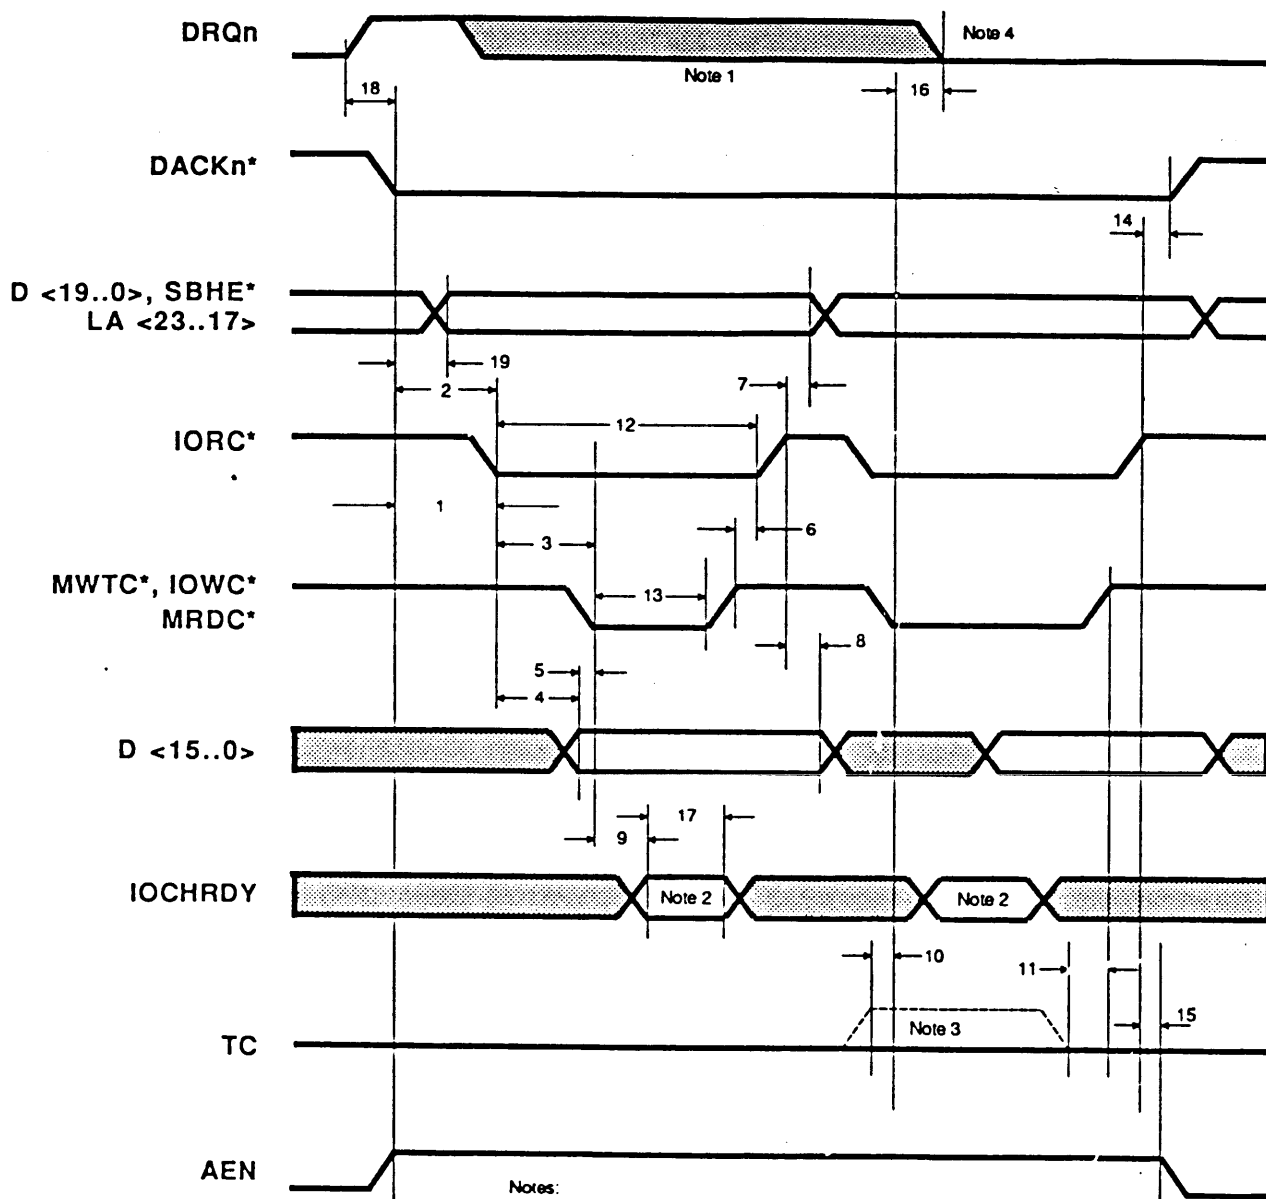 DRQn
Note 4
Note 1
18
16
DACKn*
14
D <19..0>, SBHE*
LA <23..17>
19
2
7
12
IORC*
1
6
3
MWTC*, IOWC*
13
MRDC*
8
5
4
D <15..0>
17
9
IOCHRDY
Note 2
Note 2
10
11
15
Note 3
TC
AEN
Notes: